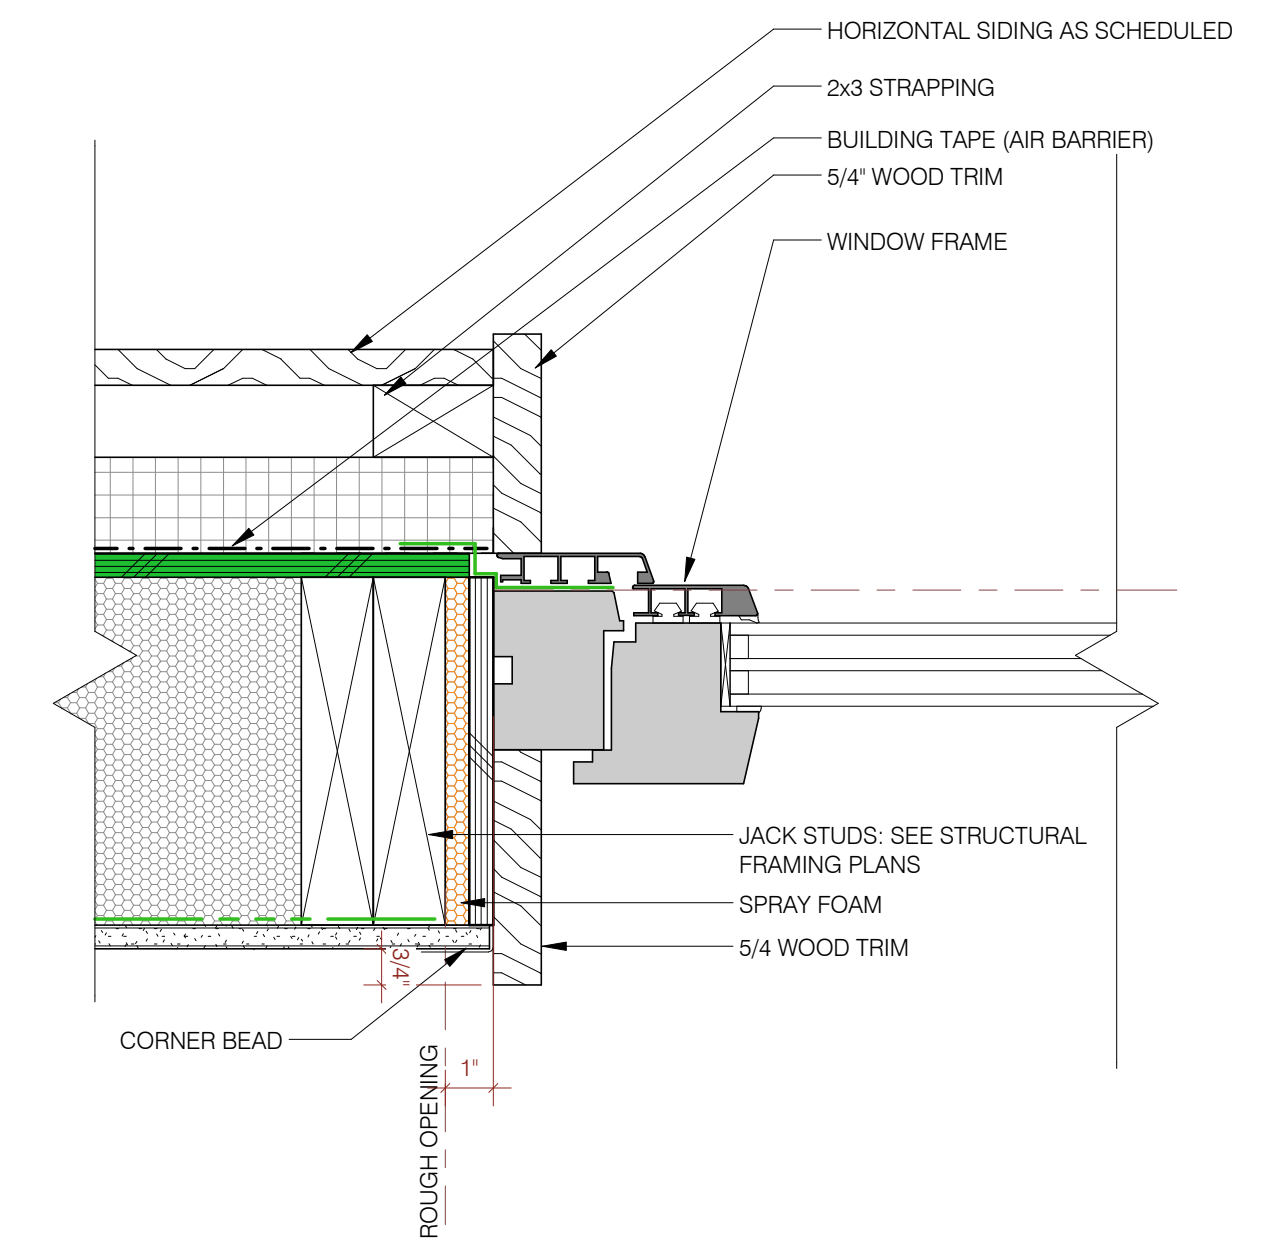 HORIZONTAL SIDING AS SCHEDULED
2x3 STRAPPING
BUILDING TAPE (AIR BARRIER)
5/4" WOOD TRIM
WINDOW FRAME
JACK STUDS: SEE STRUCTURAL
FRAMING PLANS
SPRAY FOAM
5/4 WOOD TRIM
3/4"
CORNER BEAD
1"
ROUGH OPENING